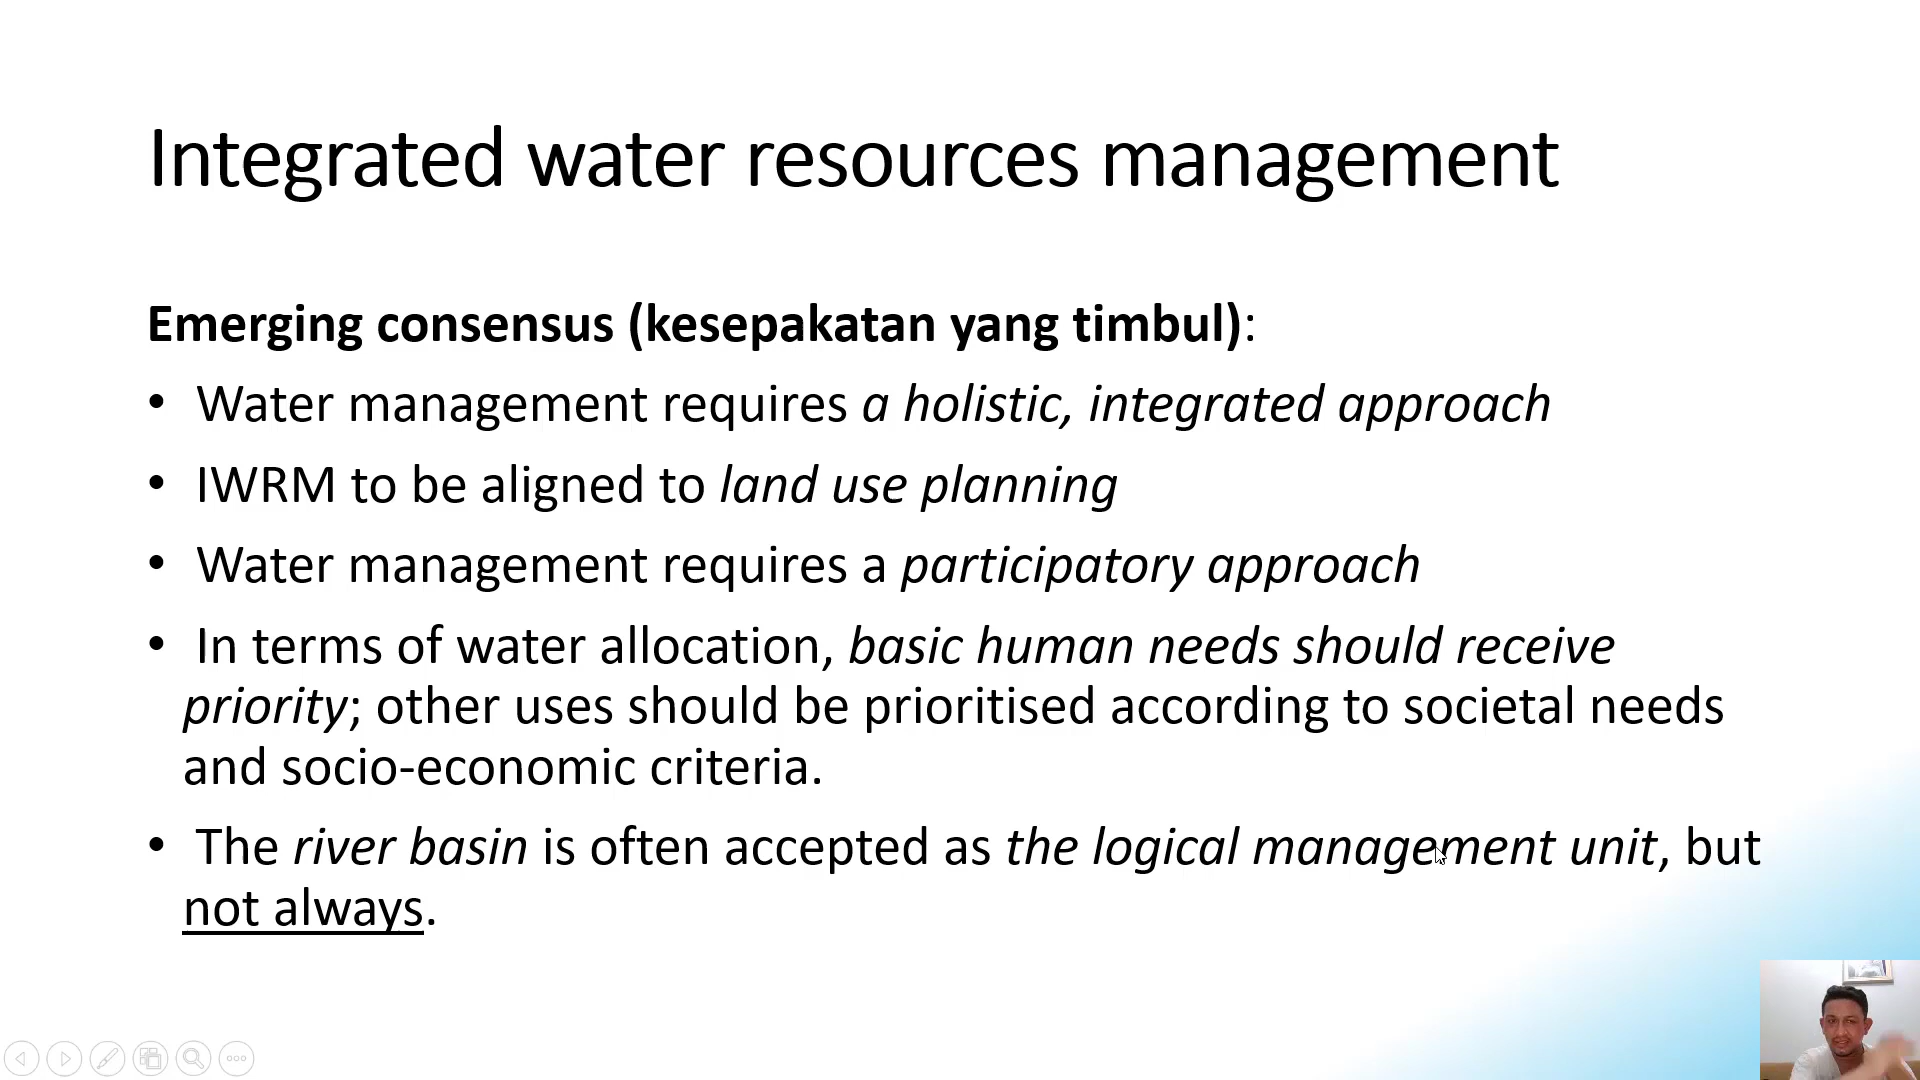 Integrated water resources management
Emerging consensus (kesepakatan yang timbul):
• Water management requires a holistic, integrated approach
• IWRM to be aligned to land use planning
• Water management requires a participatory approach
• In terms of water allocation, basic human needs should receive
priority; other uses should be prioritised according to societal needs
and socio-economic criteria.
• The river basin is often accepted as the logical management unit, but
not always.